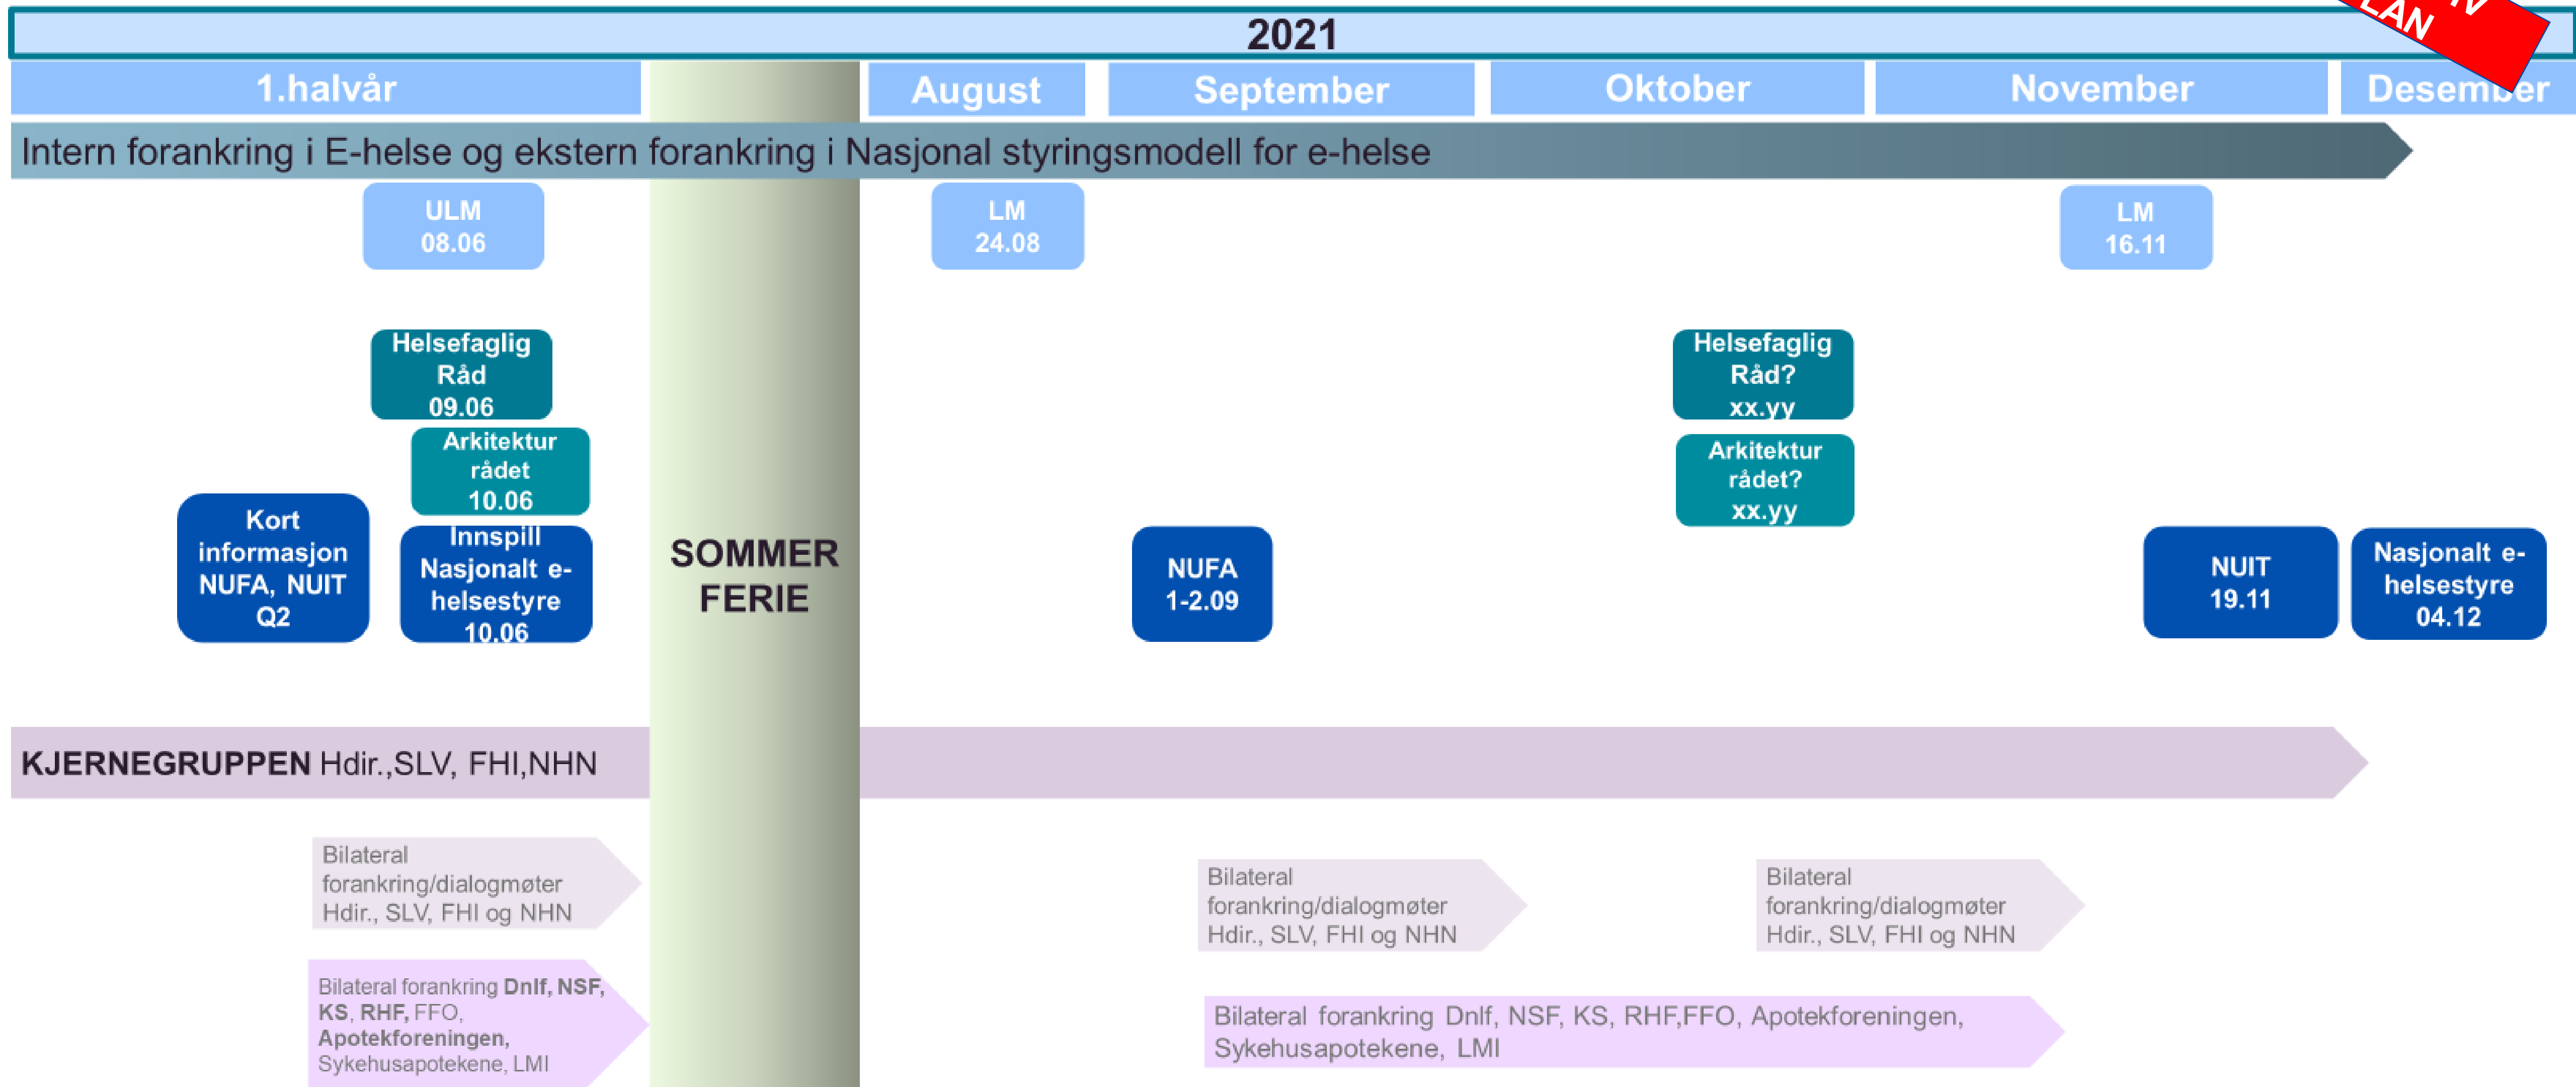 2021
LAN
1.halvår
August
September
Oktober
November
Desember
Intern forankring i E-helse og ekstern forankring i Nasjonal styringsmodell for e-helse
ULM
08.06
LM
24.08
LM
16.11
Helsefaglig
Råd
09.06
Helsefaglig
Råd?
xx.yy
Arkitektur
rådet
10.06
Arkitektur
rådet?
xx.yy
Kort
informasjon
NUFA, NUIT
Q2
Innspill
Nasjonalt e-
helsestyre
10.06
SOMMER
FERIE
NUFA
1-2.09
NUIT
19.11
Nasjonalt e-
helsestyre
04.12
KJERNEGRUPPEN Hdir.,SLV, FHI,NHN
Bilateral
forankring/dialogmøter
Hdir., SLV, FHI og NHN
Bilateral
forankring/dialogmøter
Hdir., SLV, FHI og NHN
Bilateral
forankring/dialogmøter
Hdir., SLV, FHI og NHN
Bilateral forankring Dnlf, NSF,
KS, RHF, FFO,
Apotekforeningen,
Sykehusapotekene, LMI
Bilateral forankring Dnlf, NSF, KS, RHF,FFO, Apotekforeningen,
Sykehusapotekene, LMI